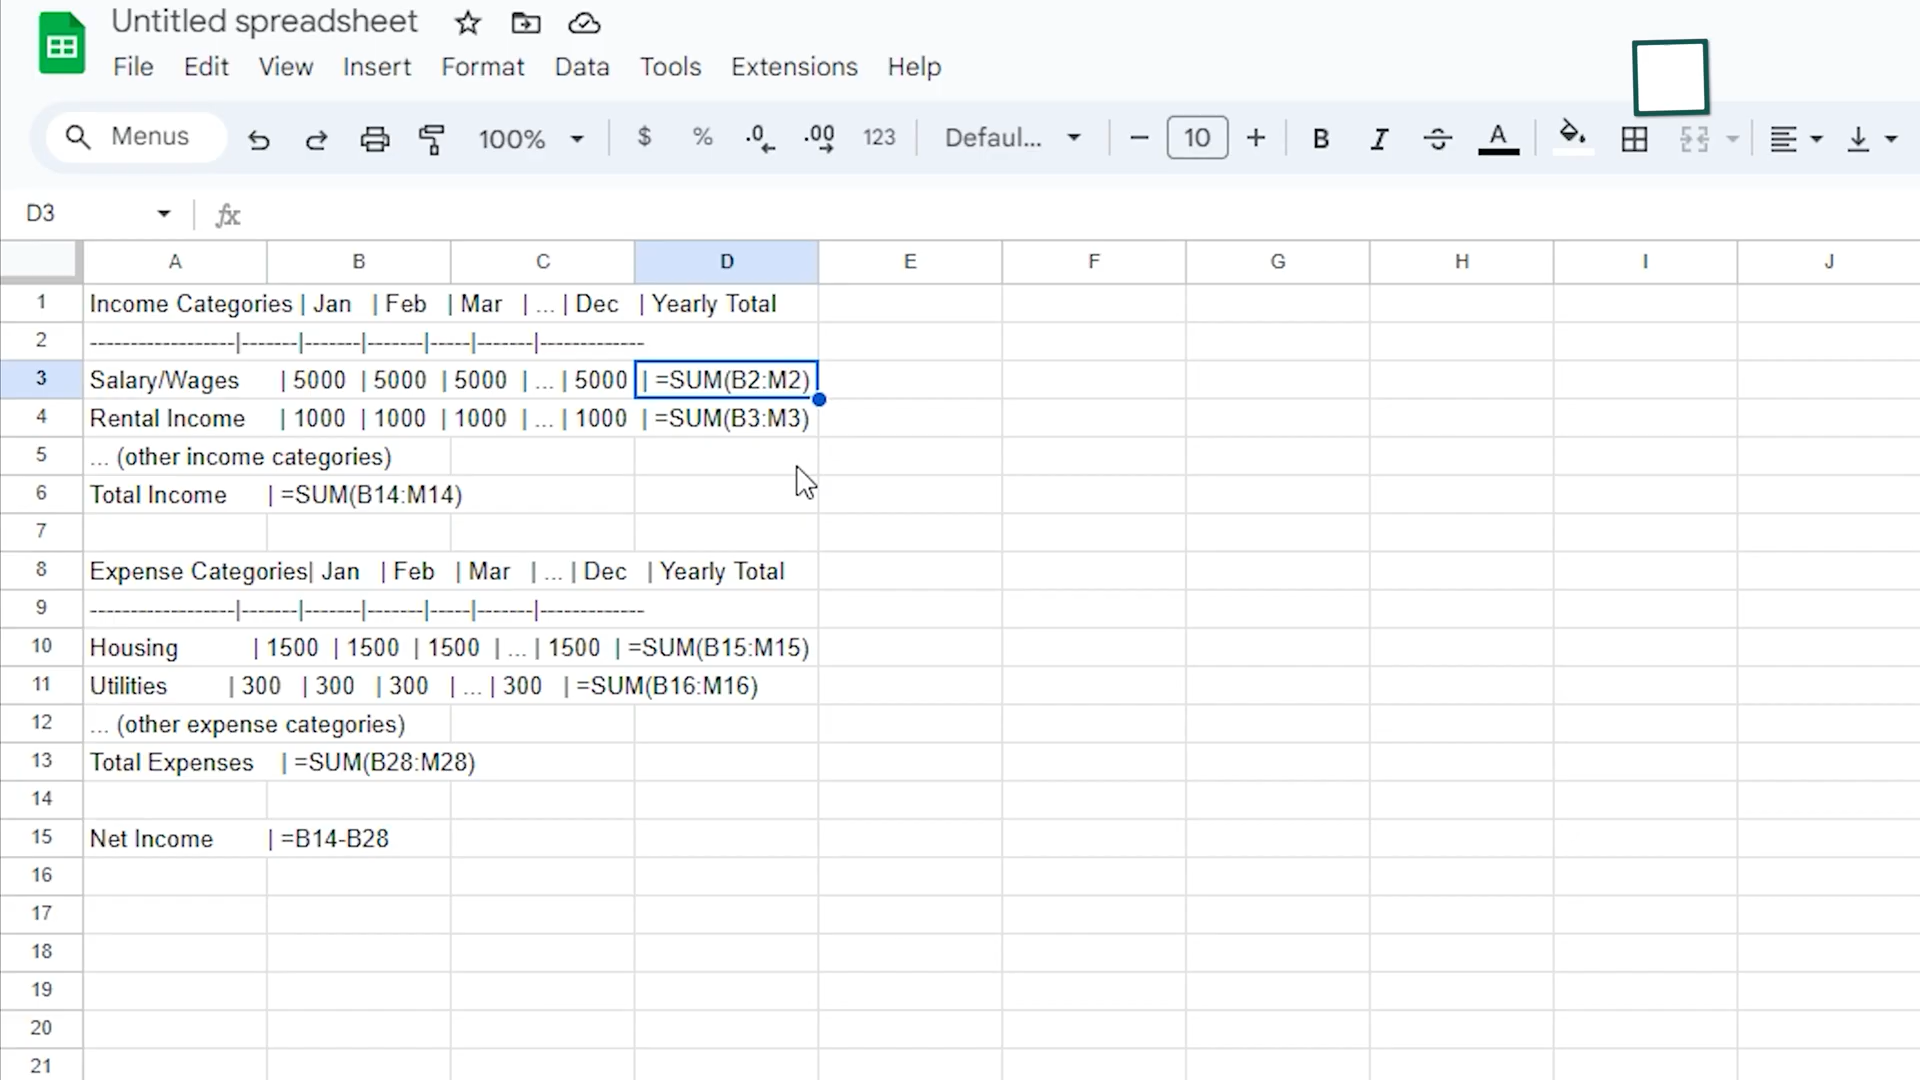 Untitled spreadsheet
File Edit View Insert Format Data Tools Extensions Help
Menus 100% $ % .0 .00 123 Defaul... − 10 + B I S A
D3 fx
A B C D E F G H I J
1 Income Categories | Jan | Feb | Mar | ... | Dec | Yearly Total
2 ------------------|-------|-------|-------|-----|-------|-------------
3 Salary/Wages | 5000 | 5000 | 5000 | ... | 5000 | =SUM(B2:M2)
4 Rental Income | 1000 | 1000 | 1000 | ... | 1000 | =SUM(B3:M3)
5 ... (other income categories)
6 Total Income | =SUM(B14:M14)
7
8 Expense Categories| Jan | Feb | Mar | ... | Dec | Yearly Total
9 ------------------|-------|-------|-------|-----|-------|-------------
10 Housing | 1500 | 1500 | 1500 | ... | 1500 | =SUM(B15:M15)
11 Utilities | 300 | 300 | 300 | ... | 300 | =SUM(B16:M16)
12 ... (other expense categories)
13 Total Expenses | =SUM(B28:M28)
14
15 Net Income | =B14-B28
16
17
18
19
20
21